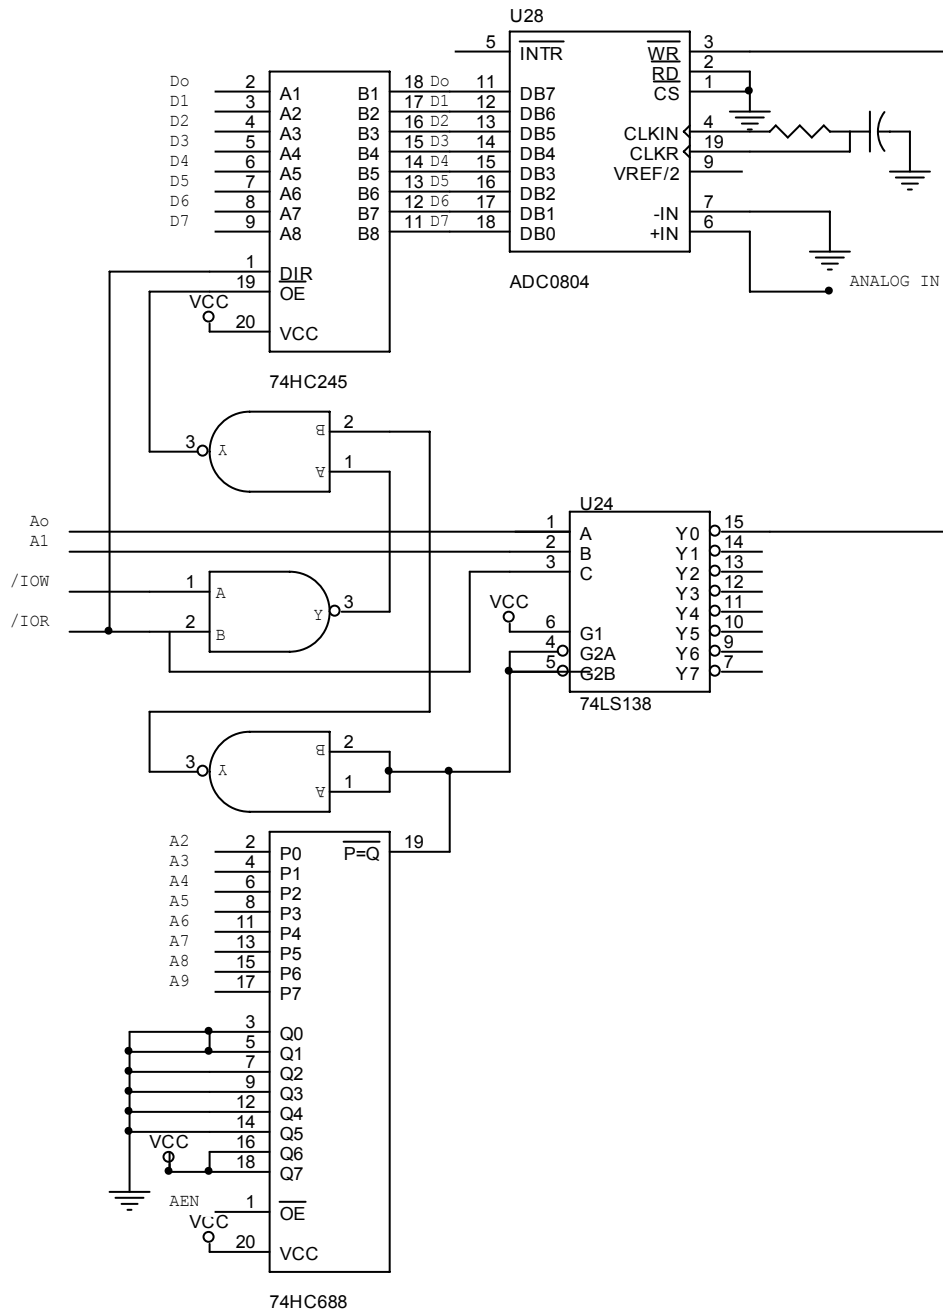 U28
5 INTR WR 3
RD 2
Do 2 A1 B1 18 Do 11 DB7 CS 1
D1 3 A2 B2 17 D1 12 DB6
D2 4 A3 B3 16 D2 13 DB5 CLKIN 4
D3 5 A4 B4 15 D3 14 DB4 CLKR 19
D4 6 A5 B5 14 D4 15 DB3 VREF/2 9
D5 7 A6 B6 13 D5 16 DB2
D6 8 A7 B7 12 D6 17 DB1 -IN 7
D7 9 A8 B8 11 D7 18 DB0 +IN 6
1 DIR
19 OE
ADC0804
ANALOG IN
VCC
20 VCC
74HC245
3 Y B 2
A 1
U24
Ao 1 A Y0 15
A1 2 B Y1 14
3 C Y2 13
/IOW 1 A Y3 12
Y 3
VCC
Y4 11
/IOR 2 B 6 G1 Y5 10
4 G2A Y6 9
5 G2B Y7 7
74LS138
3 Y B 2
A 1
A2 2 P0 P=Q 19
A3 4 P1
A4 6 P2
A5 8 P3
A6 11 P4
A7 13 P5
A8 15 P6
A9 17 P7
3 Q0
5 Q1
7 Q2
9 Q3
12 Q4
14 Q5
VCC
16 Q6
18 Q7
AEN 1 OE
VCC
20 VCC
74HC688